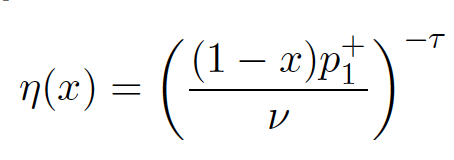 η(x) = ( (1 − x)p₁⁺ / ν )^{−τ}